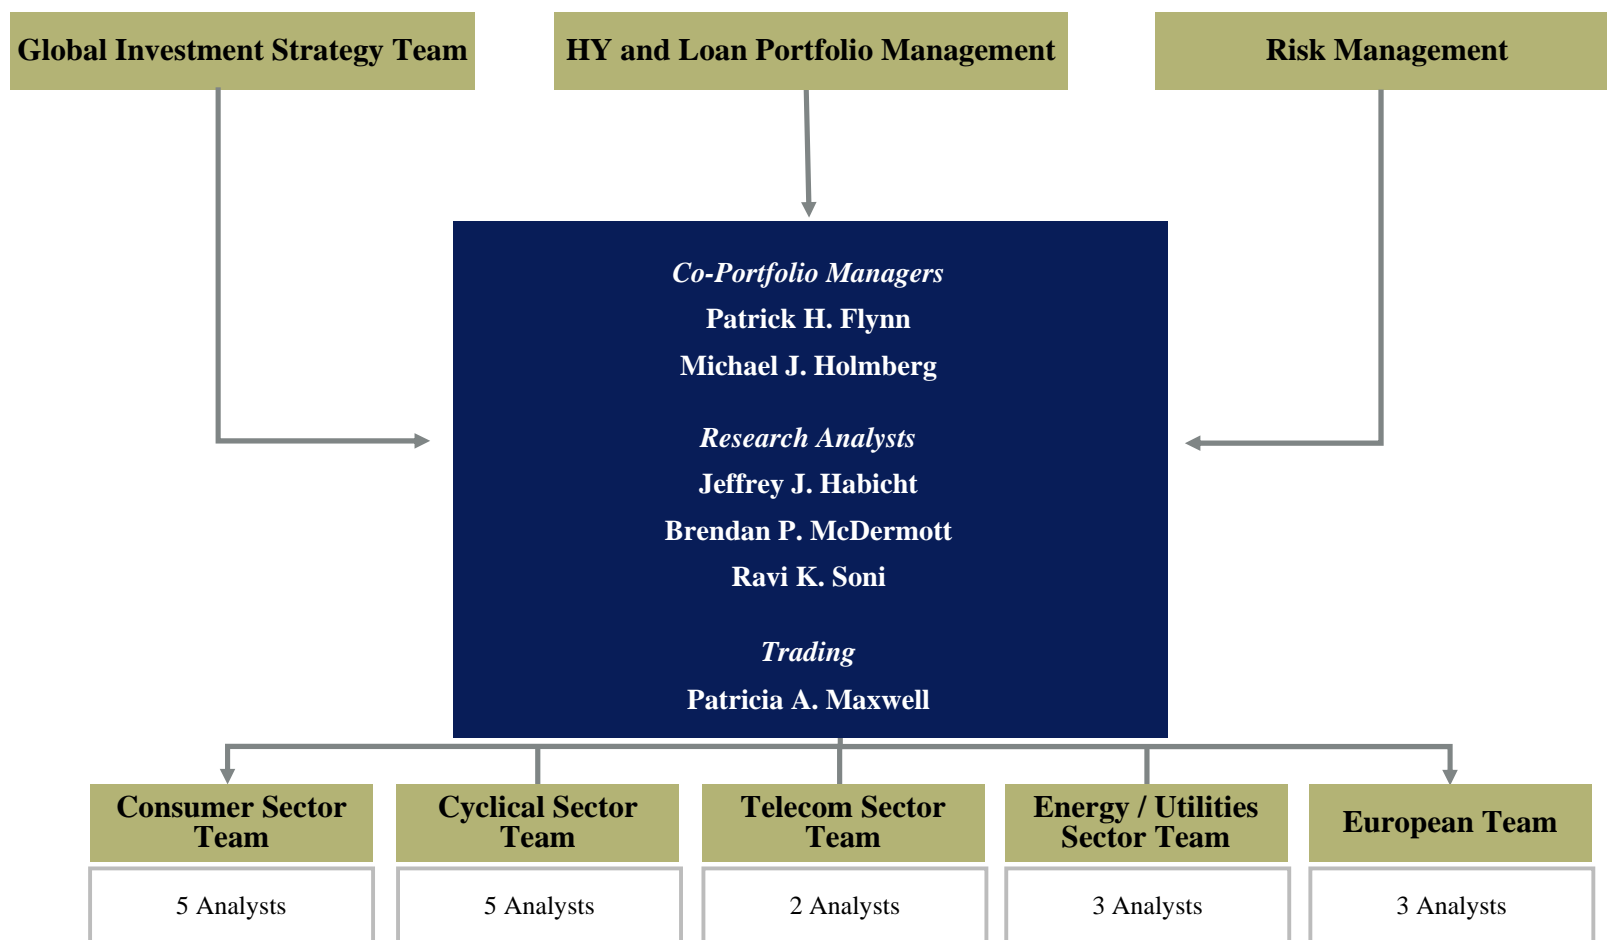 Global Investment Strategy Team
HY and Loan Portfolio Management
Risk Management
Co-Portfolio Managers
Patrick H. Flynn
Michael J. Holmberg
Research Analysts
Jeffrey J. Habicht
Brendan P. McDermott
Ravi K. Soni
Trading
Patricia A. Maxwell
Consumer Sector
Team
5 Analysts
Cyclical Sector
Team
5 Analysts
Telecom Sector
Team
2 Analysts
Energy / Utilities
Sector Team
3 Analysts
European Team
3 Analysts